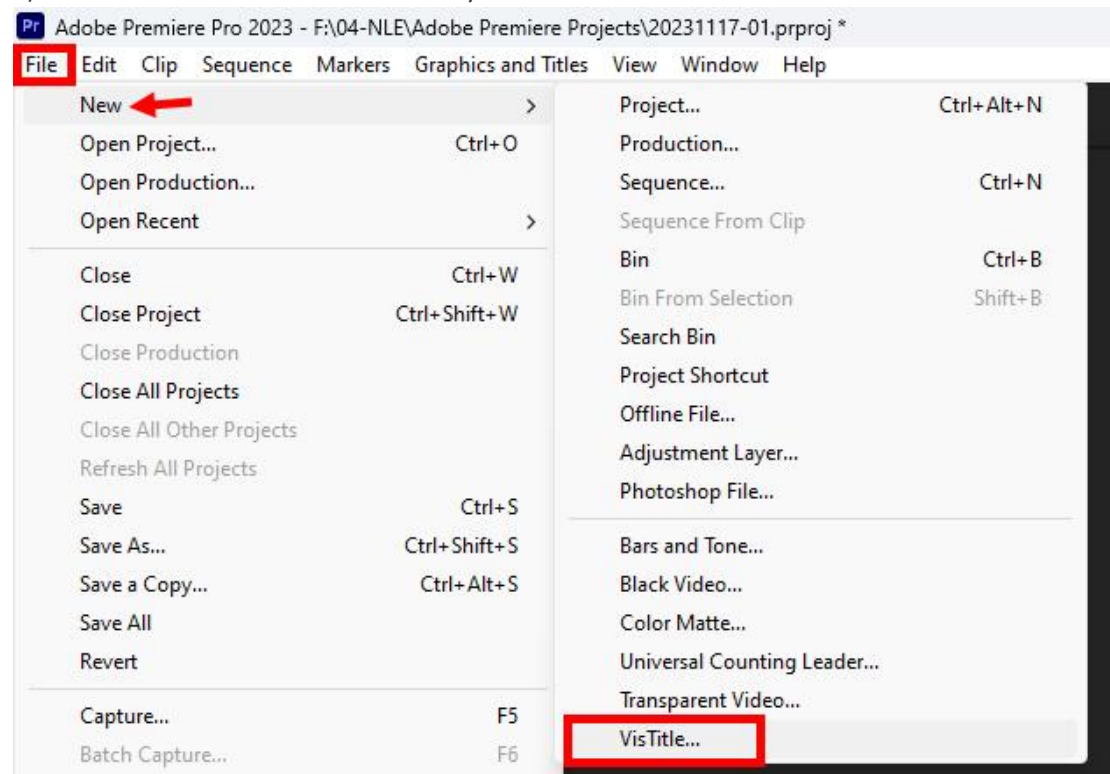 Pr Adobe Premiere Pro 2023 - F:\04-NLE\Adobe Premiere Projects\20231117-01.prproj *
File Edit Clip Sequence Markers Graphics and Titles View Window Help
New >
Open Project... Ctrl+O
Open Production...
Open Recent >
Close Ctrl+W
Close Project Ctrl+Shift+W
Close Production
Close All Projects
Close All Other Projects
Refresh All Projects
Save Ctrl+S
Save As... Ctrl+Shift+S
Save a Copy... Ctrl+Alt+S
Save All
Revert
Capture... F5
Batch Capture... F6
Project... Ctrl+Alt+N
Production...
Sequence... Ctrl+N
Sequence From Clip
Bin Ctrl+B
Bin From Selection Shift+B
Search Bin
Project Shortcut
Offline File...
Adjustment Layer...
Photoshop File...
Bars and Tone...
Black Video...
Color Matte...
Universal Counting Leader...
Transparent Video...
VisTitle...